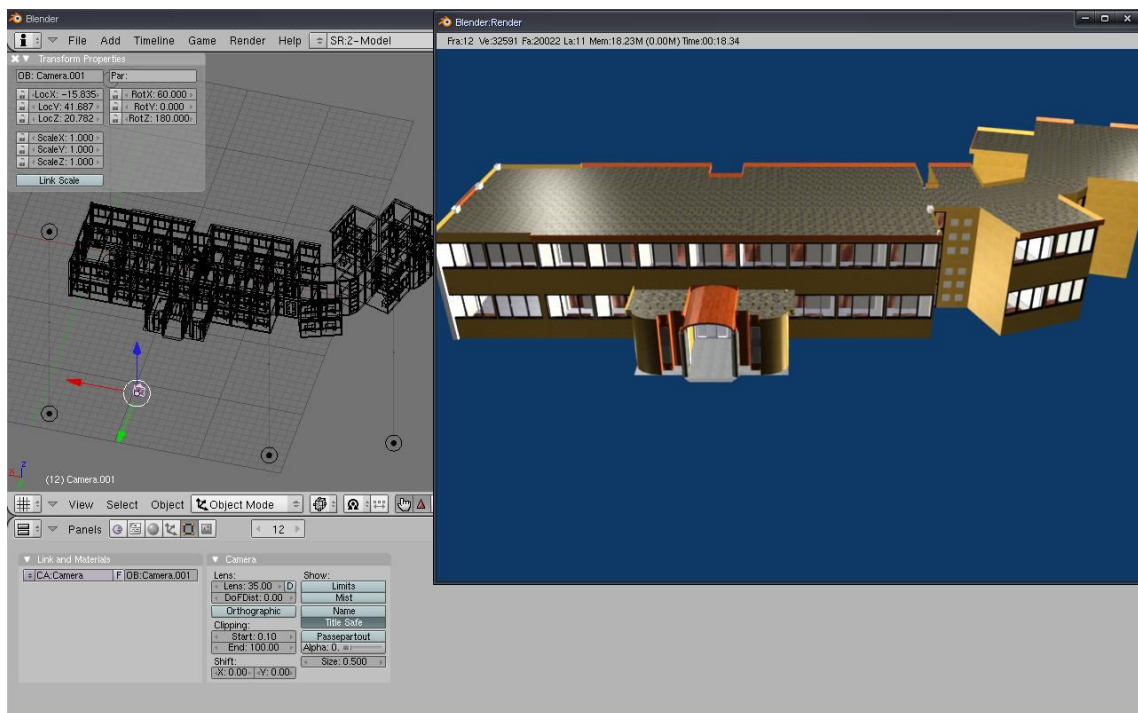 Blender
File Add Timeline Game Render Help SR:2-Model
Transform Properties
OB: Camera.001 Par:
LocX: -15.835 RotX: 60.000
LocY: 41.687 RotY: 0.000
LocZ: 20.782 RotZ: 180.000
ScaleX: 1.000
ScaleY: 1.000
ScaleZ: 1.000
Link Scale
X Z
(12) Camera.001
View Select Object Object Mode
Panels 12
Link and Materials
CA:Camera F OB:Camera.001
Camera
Lens: Show:
Lens: 35.00 D Limits
DoFDist: 0.00 Mist
Orthographic Name
Clipping: Title Safe
Start: 0.10 Passepartout
End: 100.00 Alpha: 0.
Shift: Size: 0.500
X: 0.00 Y: 0.00
Blender:Render
Fra:12 Ve:32591 Fa:20022 La:11 Mem:18.23M (0.00M) Time:00:18.34